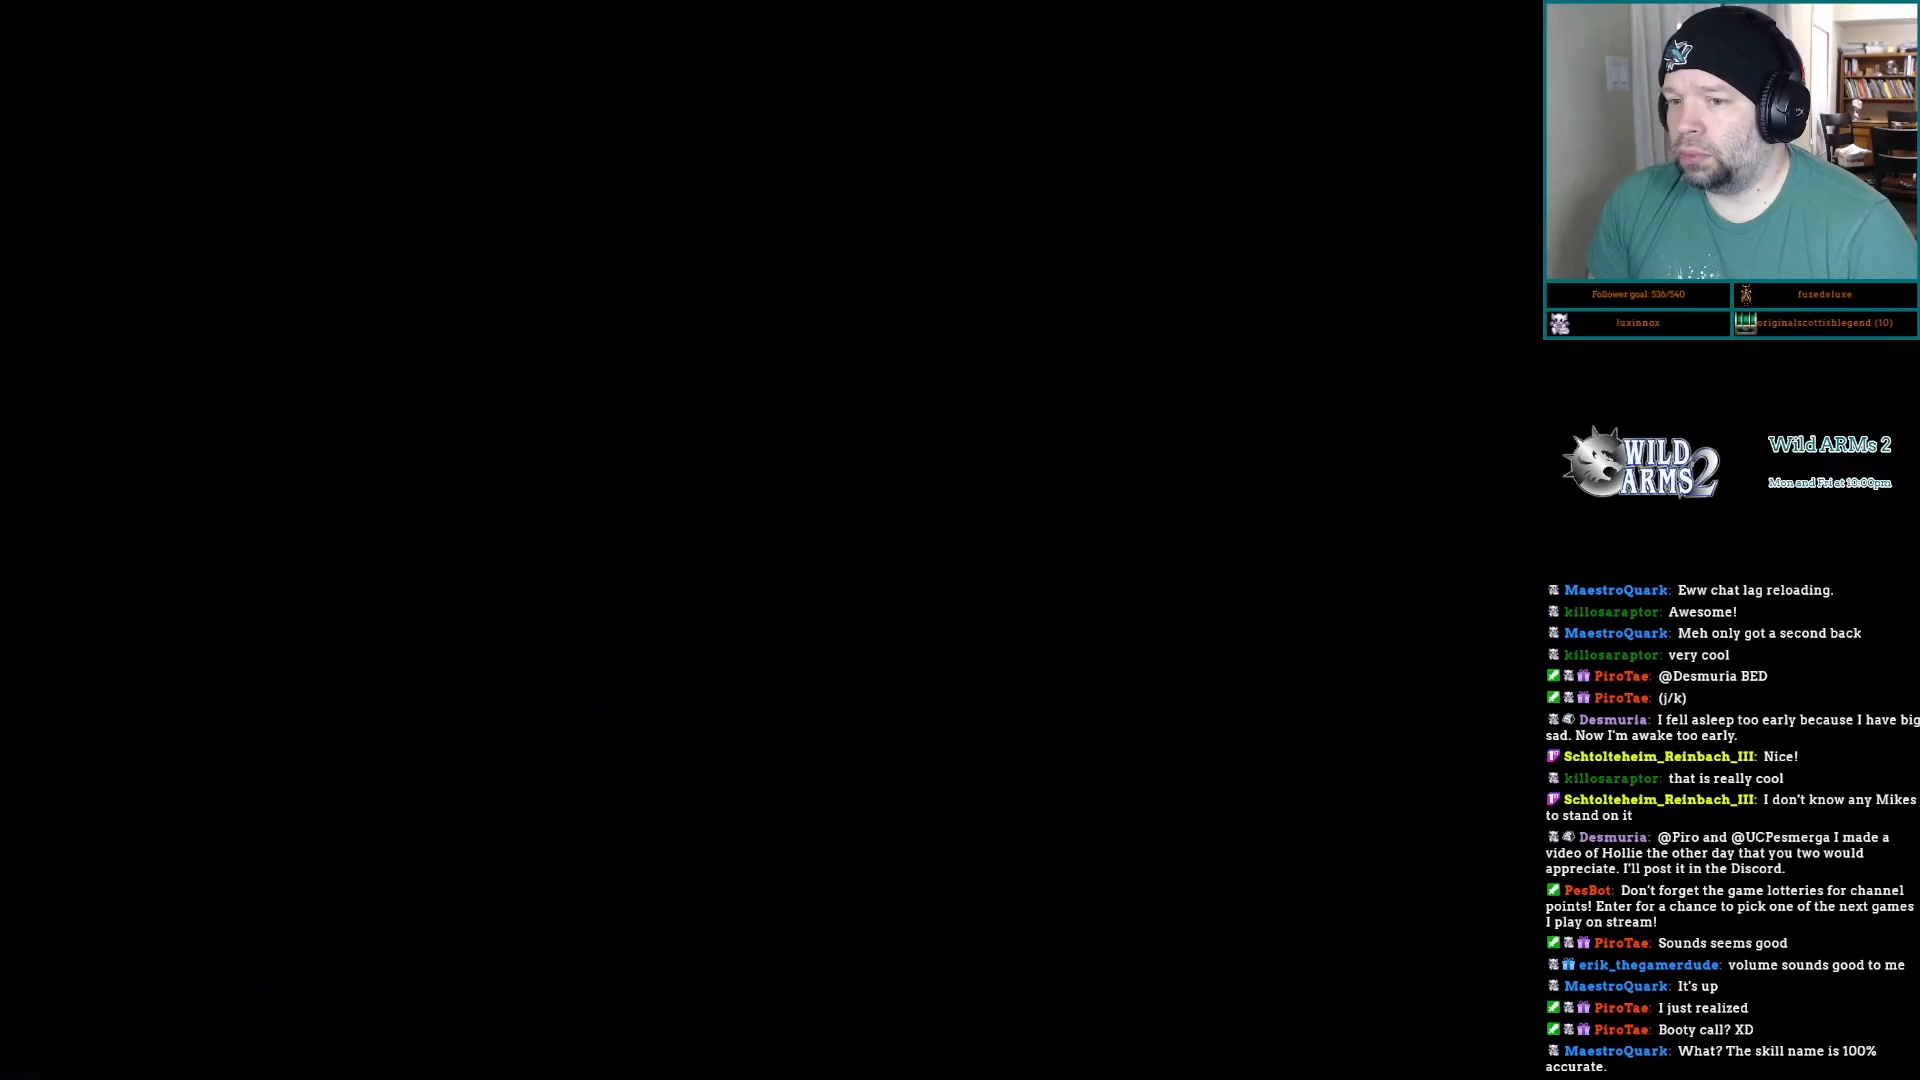 Follower goal: 536/540
fuzedeluxe
luxinnox
originalscottishlegend (10)
WILD ARMS 2
Wild ARMs 2
Mon and Fri at 10:00pm
MaestroQuark: Eww chat lag reloading.
killosaraptor: Awesome!
MaestroQuark: Meh only got a second back
killosaraptor: very cool
PiroTae: @Desmuria BED
PiroTae: (j/k)
Desmuria: I fell asleep too early because I have big
sad. Now I'm awake too early.
Schtolteheim_Reinbach_III: Nice!
killosaraptor: that is really cool
Schtolteheim_Reinbach_III: I don't know any Mikes
to stand on it
Desmuria: @Piro and @UCPesmerga I made a
video of Hollie the other day that you two would
appreciate. I'll post it in the Discord.
PesBot: Don't forget the game lotteries for channel
points! Enter for a chance to pick one of the next games
I play on stream!
PiroTae: Sounds seems good
erik_thegamerdude: volume sounds good to me
MaestroQuark: It's up
PiroTae: I just realized
PiroTae: Booty call? XD
MaestroQuark: What? The skill name is 100%
accurate.